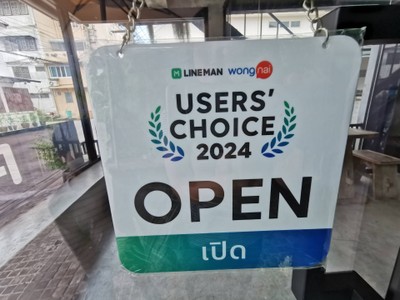 LINEMAN wongnai
USERS'
CHOICE
2024
OPEN
เปิด